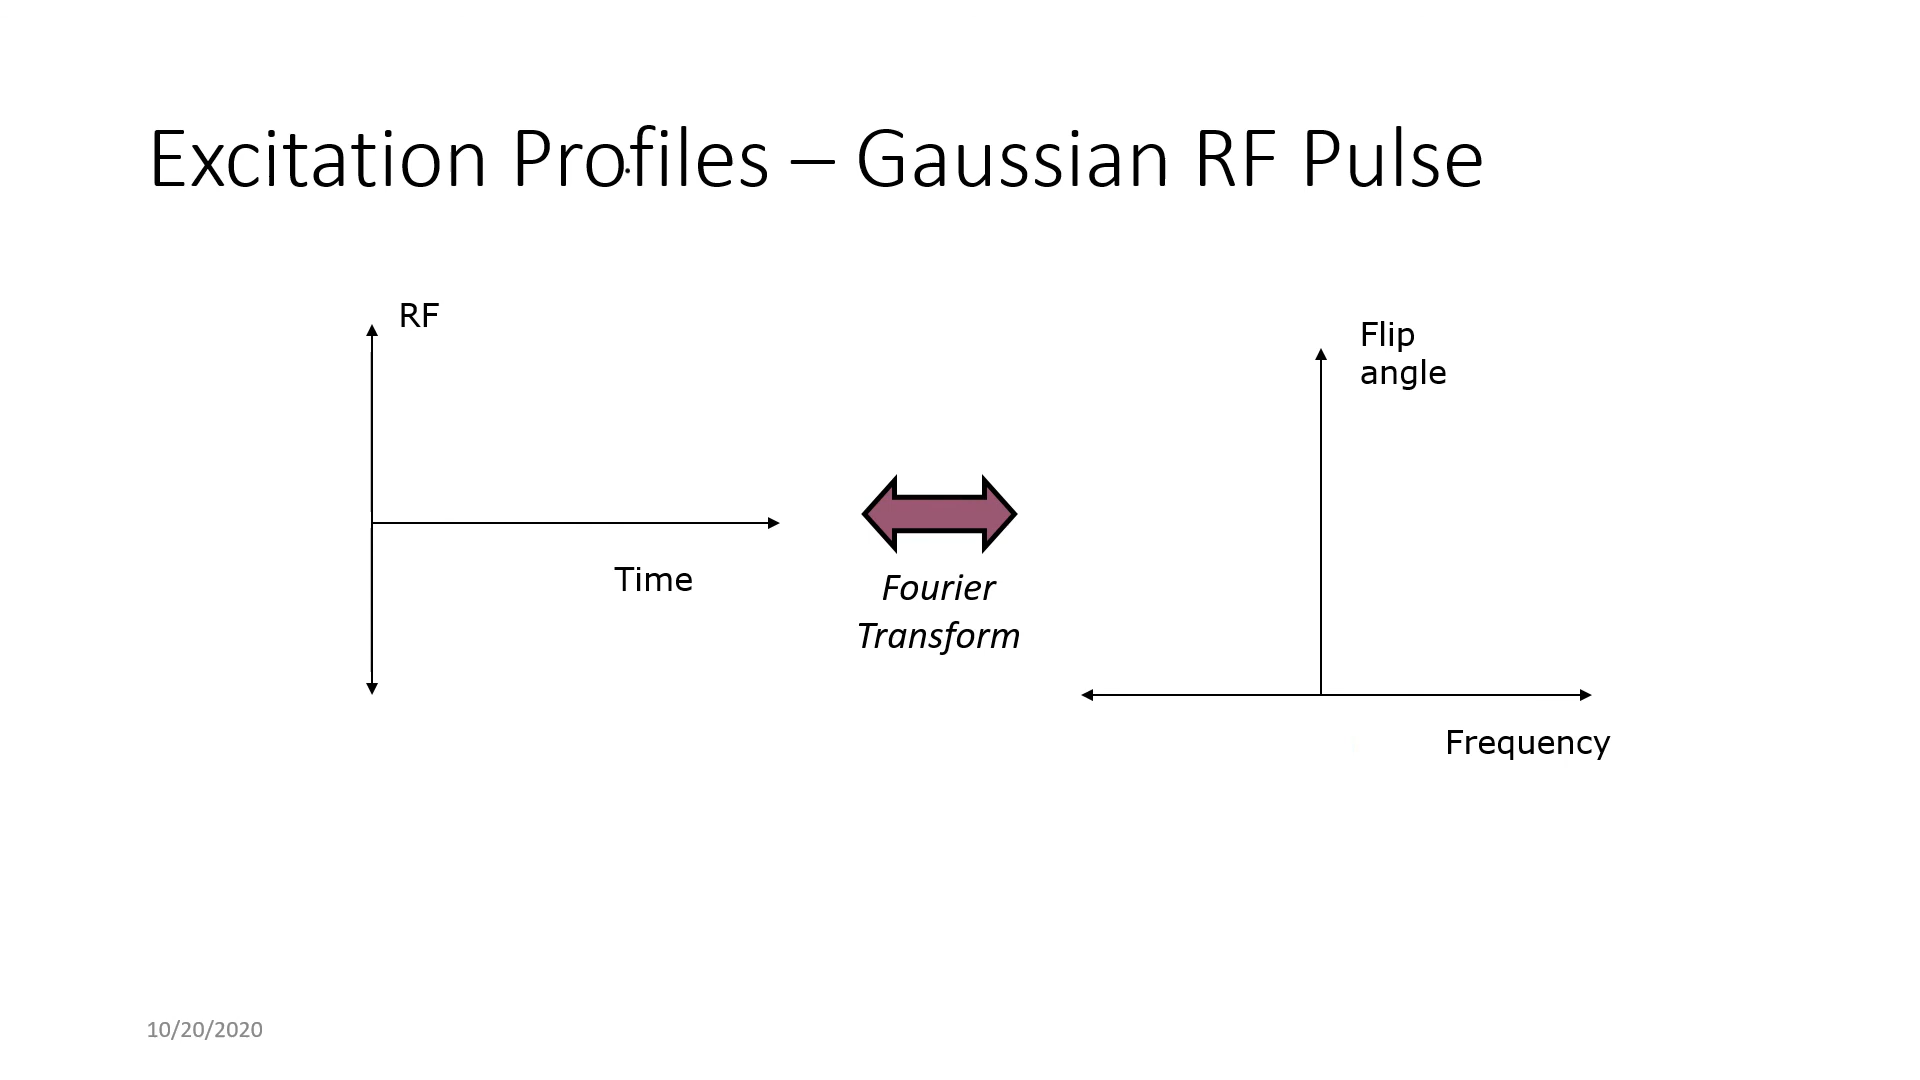 Excitation Profiles – Gaussian RF Pulse
RF
Time
Fourier
Transform
Flip
angle
Frequency
10/20/2020